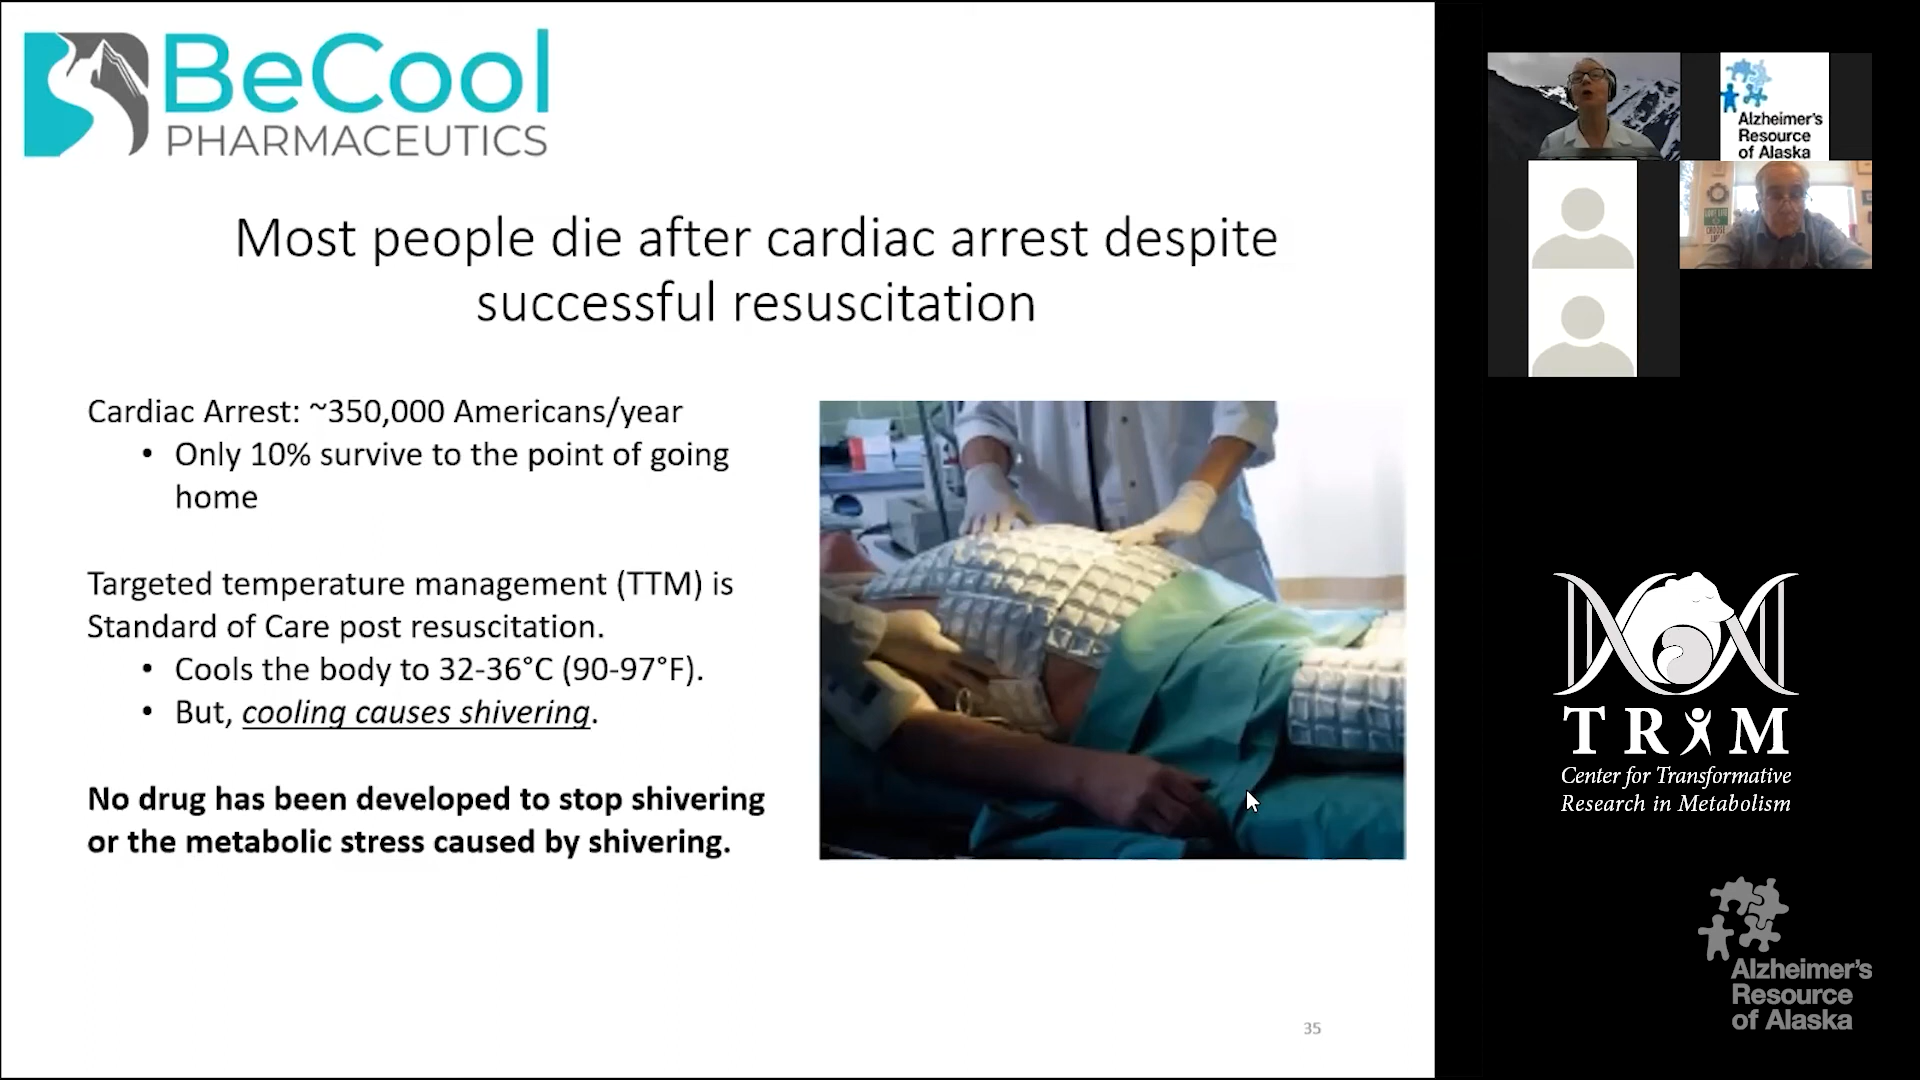 BeCool
PHARMACEUTICS
Most people die after cardiac arrest despite
successful resuscitation
Cardiac Arrest: ~350,000 Americans/year
• Only 10% survive to the point of going
home
Targeted temperature management (TTM) is
Standard of Care post resuscitation.
• Cools the body to 32-36°C (90-97°F).
• But, cooling causes shivering.
No drug has been developed to stop shivering
or the metabolic stress caused by shivering.
35
Alzheimer's
Resource
of Alaska
TRiM
Center for Transformative
Research in Metabolism
Alzheimer's
Resource
of Alaska